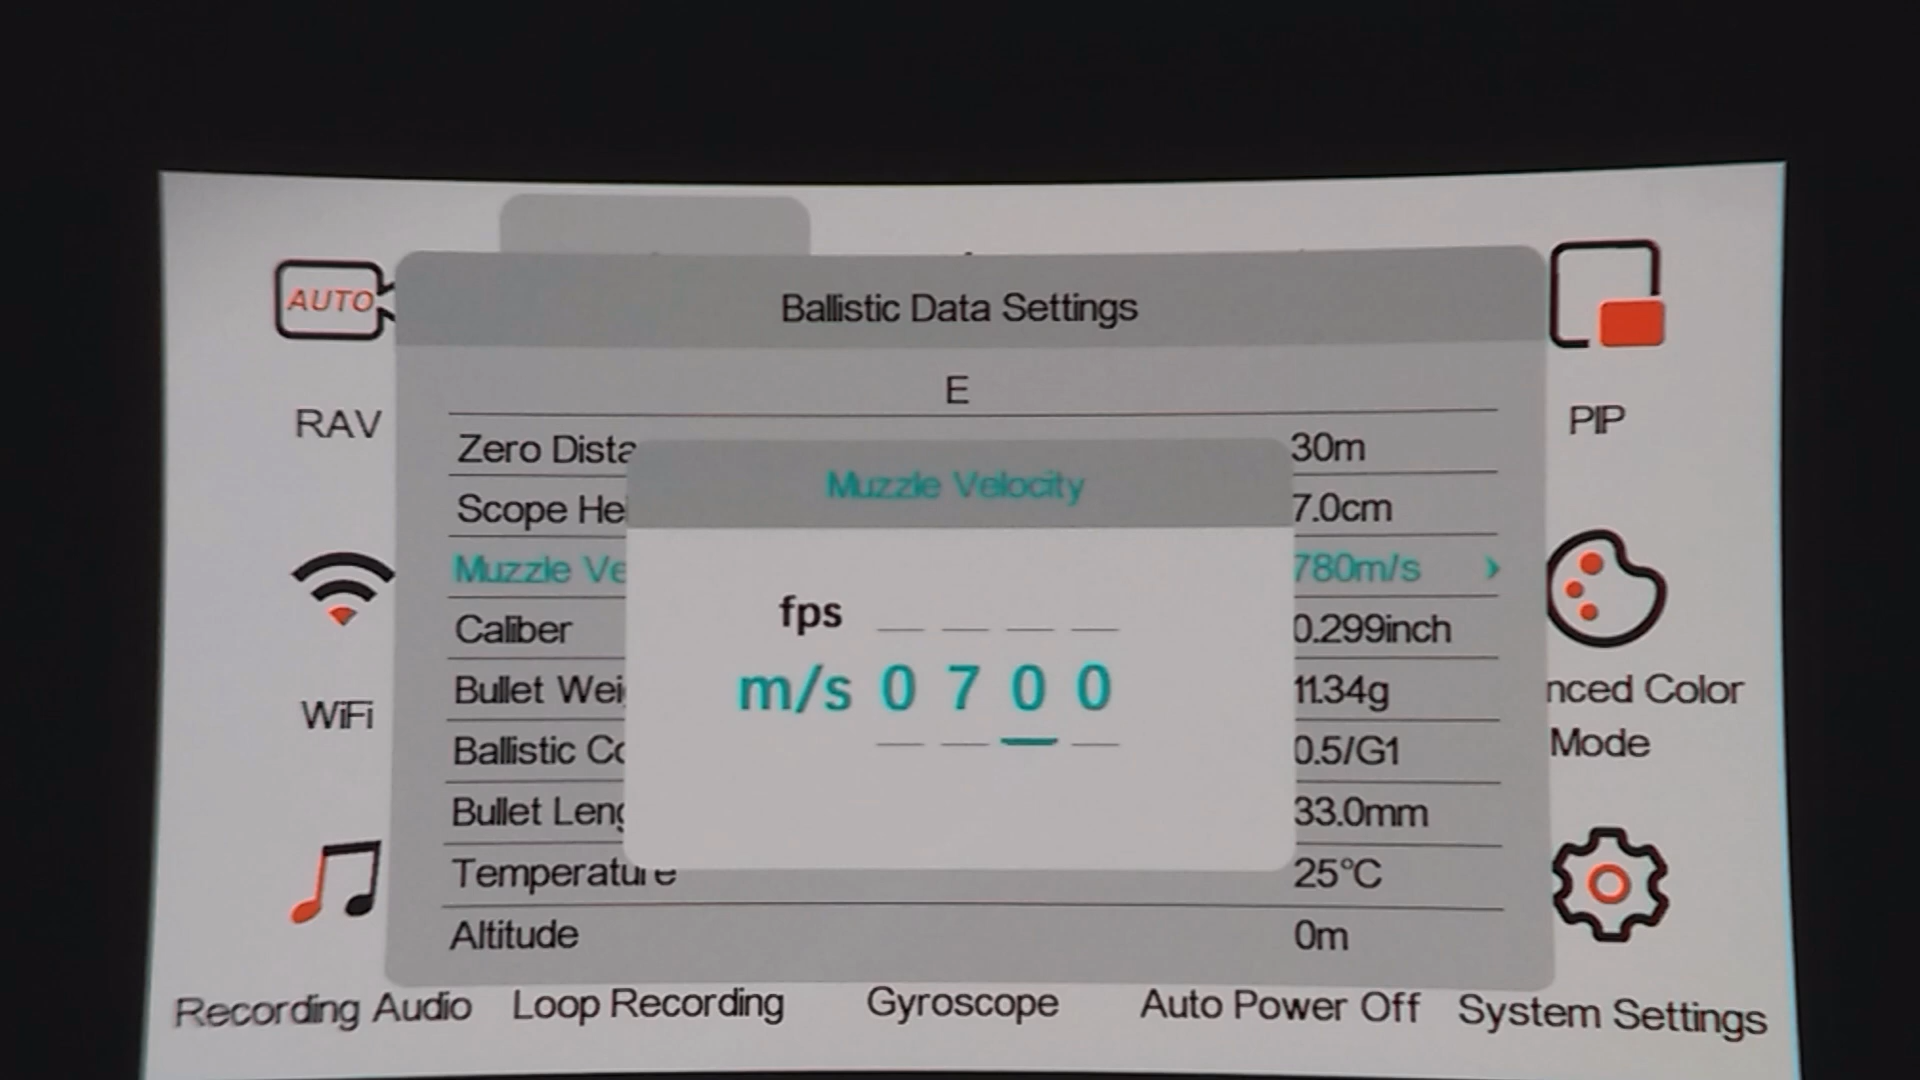 Ballistic Data Settings
AUTO
RAV
PIP
E
Zero Dista
30m
Scope He
7.0cm
Muzzle Ve
780m/s
Caliber
0.299inch
Bullet Wei
11.34g
Ballistic Co
0.5/G1
Bullet Leng
33.0mm
Temperature
25°C
Altitude
0m
Muzzle Velocity
fps _ _ _ _
m/s 0 7 0 0
WiFi
nced Color
Mode
Recording Audio
Loop Recording
Gyroscope
Auto Power Off
System Settings